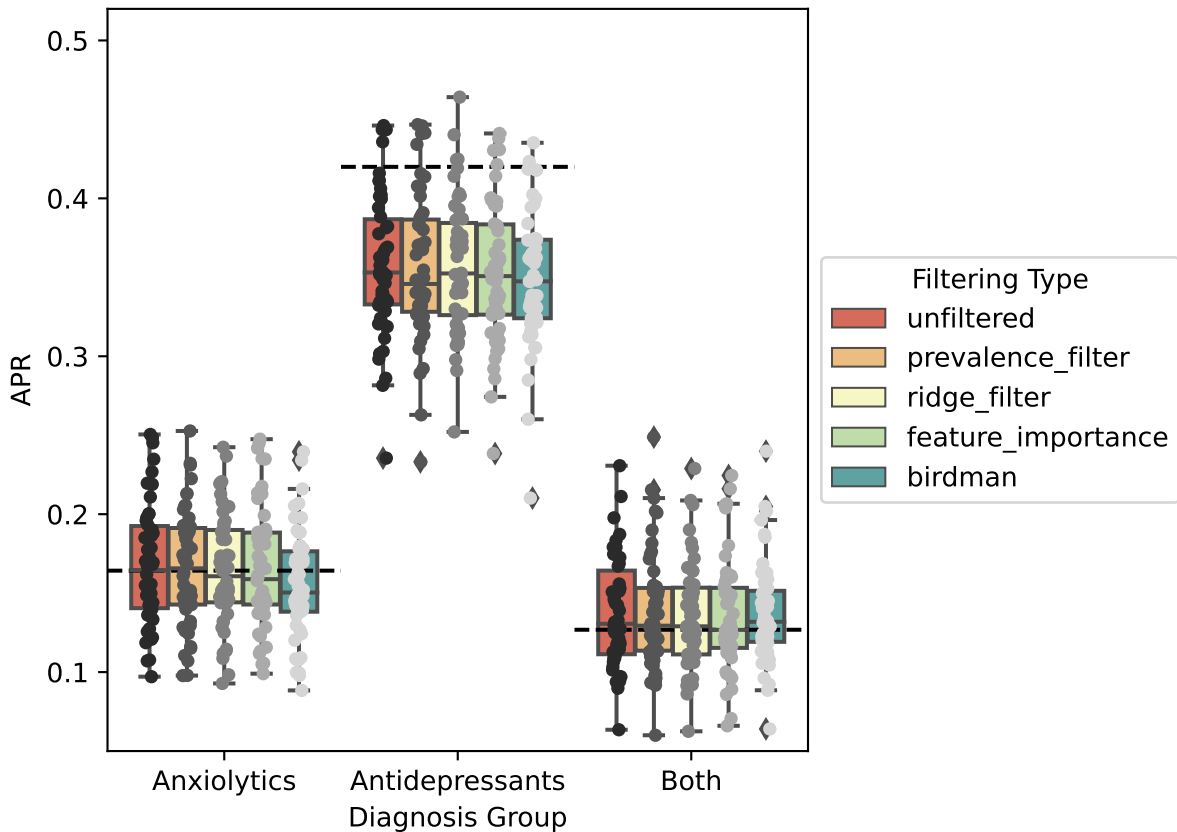 0.5
0.4
0.3
0.2
0.1
APR
Anxiolytics
Antidepressants
Both
Diagnosis Group
Filtering Type
unfiltered
prevalence_filter
ridge_filter
feature_importance
birdman